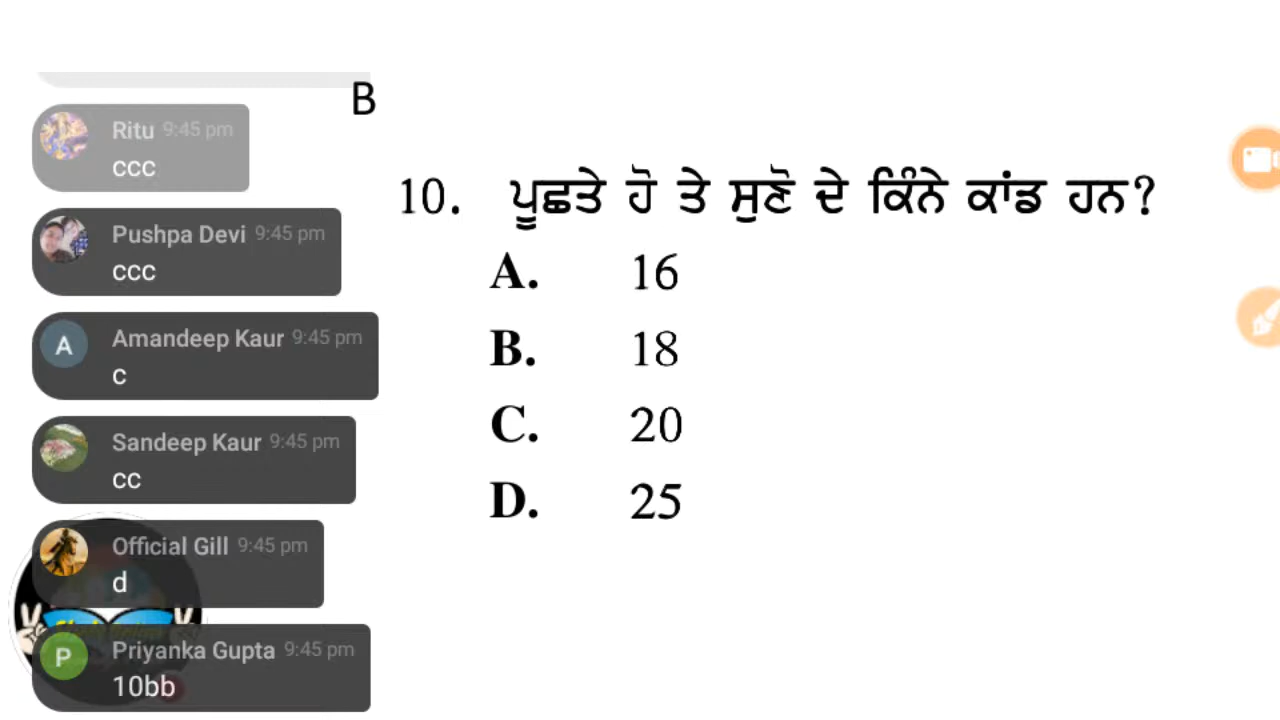 B
Ritu 9:45 pm
ccc
Pushpa Devi 9:45 pm
ccc
Amandeep Kaur 9:45 pm
A
c
Sandeep Kaur 9:45 pm
cc
Official Gill 9:45 pm
d
Priyanka Gupta 9:45 pm
P
10bb
10. ਪੂਛਤੇ ਹੋ ਤੇ ਸੁਣੋ ਦੇ ਕਿੰਨੇ ਕਾਂਡ ਹਨ?
A. 16
B. 18
C. 20
D. 25